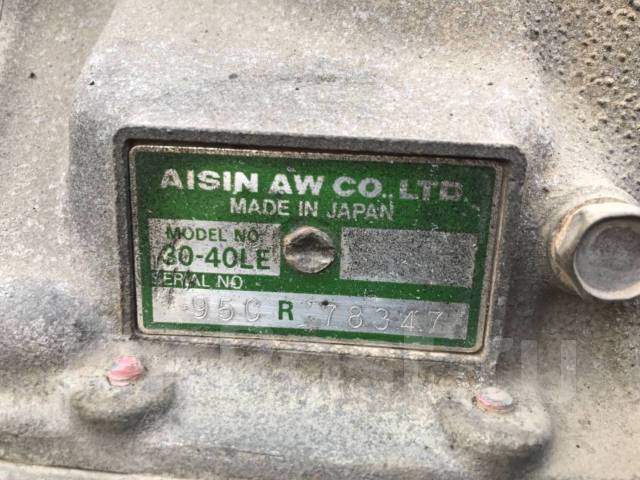 AISIN AW CO., LTD.
MADE IN JAPAN
MODEL NO
30-40LE
SERIAL NO.
95C R 78347